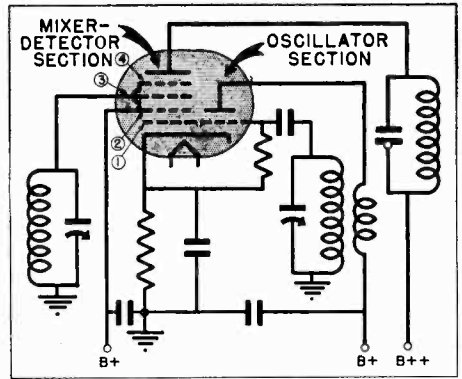 MIXER-
DETECTOR
SECTION
OSCILLATOR
SECTION
④
③
②
①
B+
B+
B++